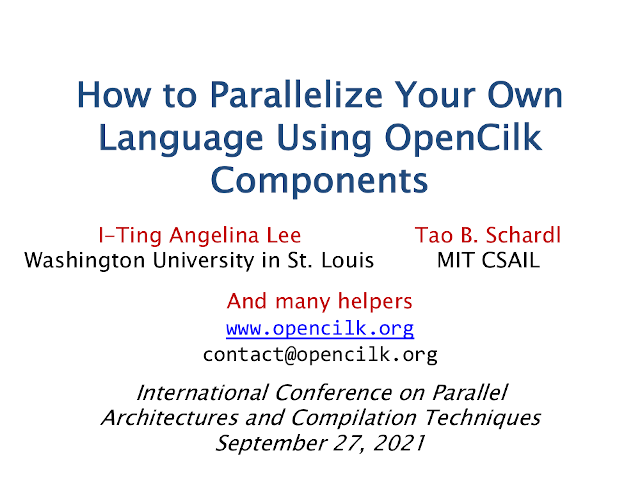 How to Parallelize Your Own
Language Using OpenCilk
Components
I-Ting Angelina Lee
Washington University in St. Louis
Tao B. Schardl
MIT CSAIL
And many helpers
www.opencilk.org
contact@opencilk.org
International Conference on Parallel
Architectures and Compilation Techniques
September 27, 2021